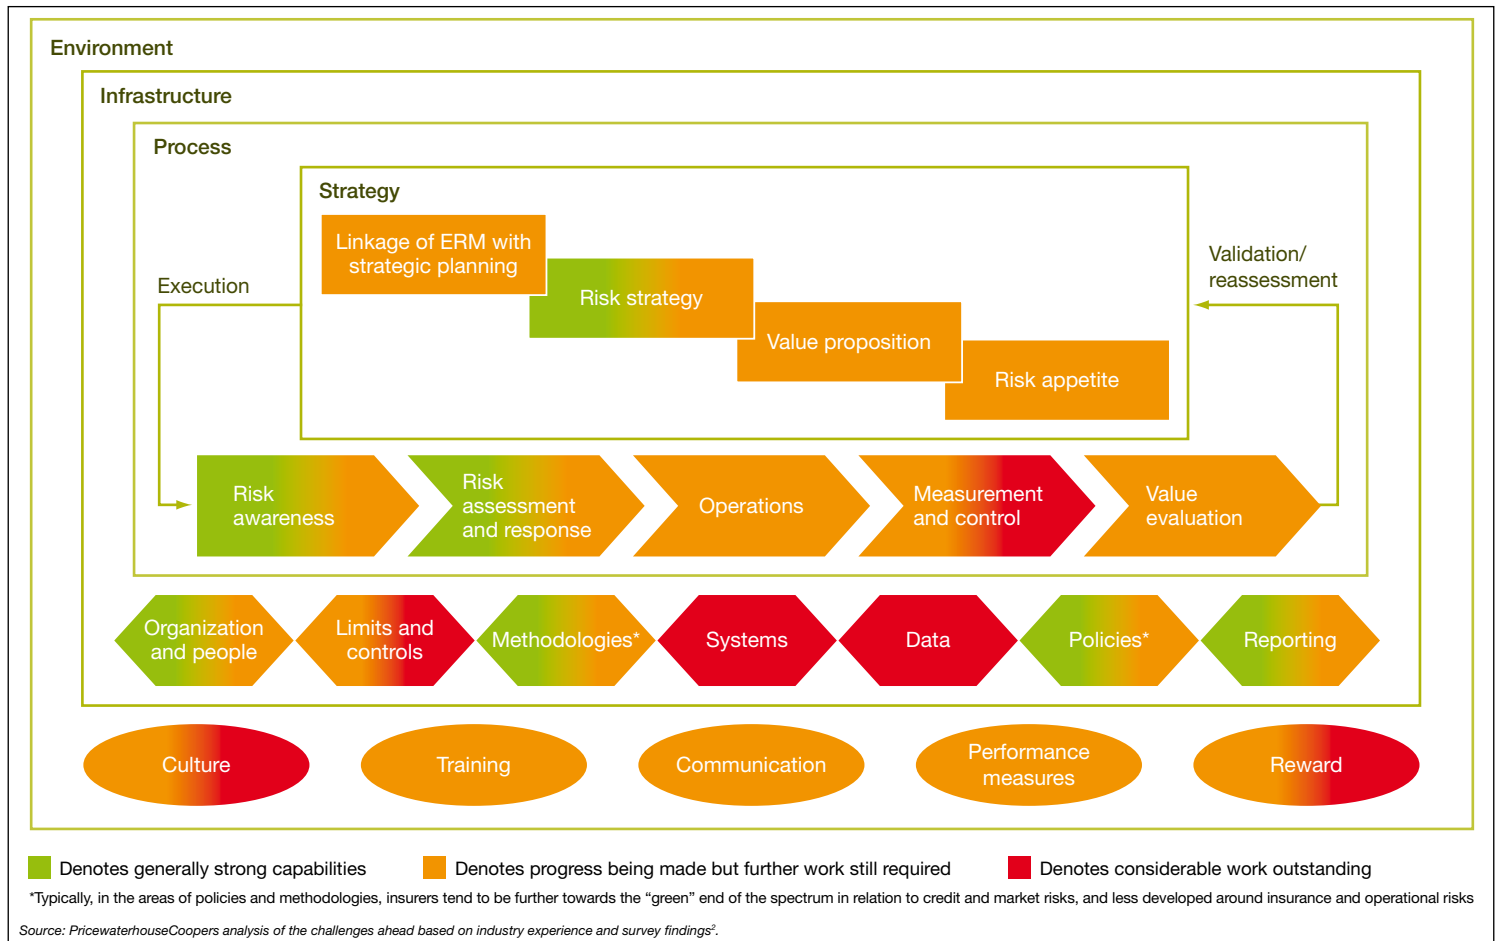 Environment
Infrastructure
Process
Strategy
Linkage of ERM with
strategic planning
Risk strategy
Value proposition
Risk appetite
Execution
Validation/
reassessment
Risk
awareness
Risk
assessment
and response
Operations
Measurement
and control
Value
evaluation
Organization
and people
Limits and
controls
Methodologies*
Systems
Data
Policies*
Reporting
Culture
Training
Communication
Performance
measures
Reward
Denotes generally strong capabilities
Denotes progress being made but further work still required
Denotes considerable work outstanding
*Typically, in the areas of policies and methodologies, insurers tend to be further towards the “green” end of the spectrum in relation to credit and market risks, and less developed around insurance and operational risks
Source: PricewaterhouseCoopers analysis of the challenges ahead based on industry experience and survey findings².